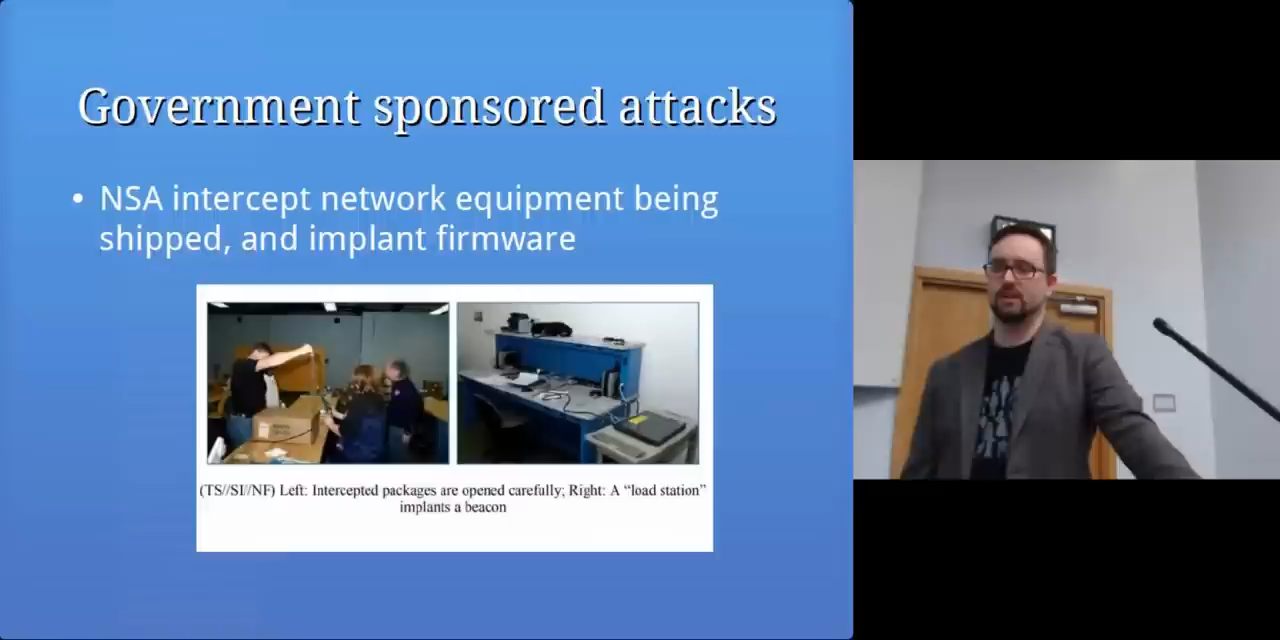 Government sponsored attacks
• NSA intercept network equipment being
shipped, and implant firmware
(TS//SI//NF) Left: Intercepted packages are opened carefully; Right: A “load station”
implants a beacon